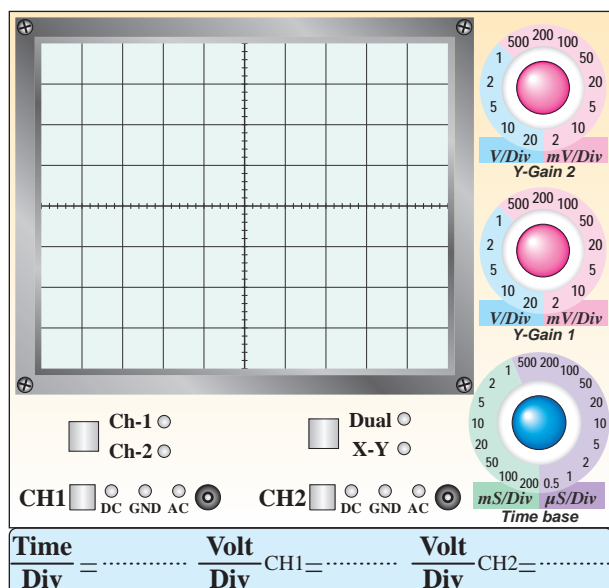 500 200 100
1 50
2 20
5 5
10 10
20 2
V/Div mV/Div
Y-Gain 2
500 200 100
1 50
2 20
5 5
10 10
20 2
V/Div mV/Div
Y-Gain 1
1 500 200 100
2 50
5 20
10 10
20 5
50 2
100 200 0.5 1
mS/Div µS/Div
Time base
Ch-1
Ch-2
Dual
X-Y
CH1 DC GND AC
CH2 DC GND AC
Time/Div = ............ Volt/Div CH1= ............ Volt/Div CH2= ............